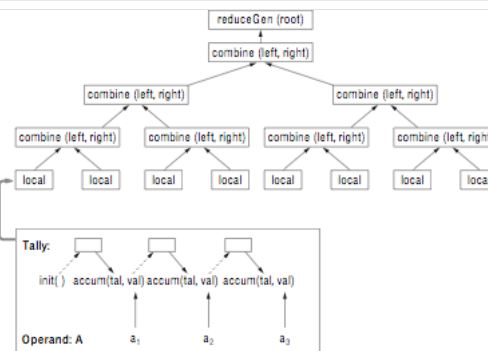 reduceGen (root)
combine (left, right)
combine (left, right) combine (left, right)
combine (left, right) combine (left, right) combine (left, right) combine (left, righ
local local local local local local local loca
Tally:
init( ) accum(tal, val) accum(tal, val) accum(tal, val)
Operand: A a1 a2 a3